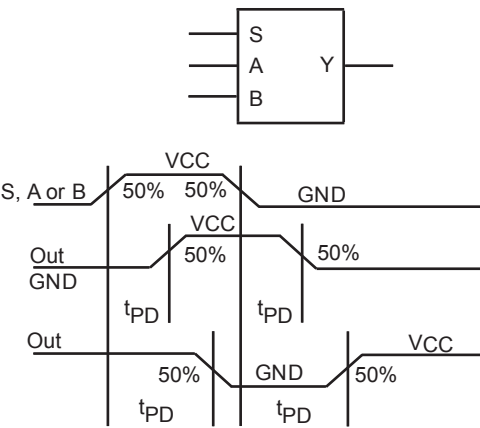 S
A Y
B
VCC
S, A or B 50% 50% GND
VCC
Out 50% 50%
GND
tPD tPD
Out VCC
50% GND 50%
tPD tPD